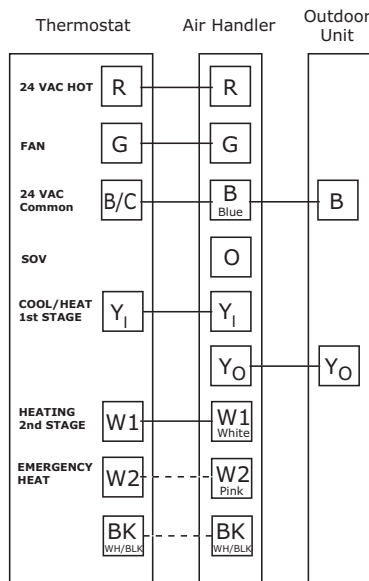 Thermostat Air Handler Outdoor
Unit
24 VAC HOT R R
FAN G G
24 VAC
Common B/C B
Blue B
SOV O
COOL/HEAT
1st STAGE YI YI
YO YO
HEATING
2nd STAGE W1 W1
White
EMERGENCY
HEAT W2 W2
Pink
BK BK
WH/BLK WH/BLK